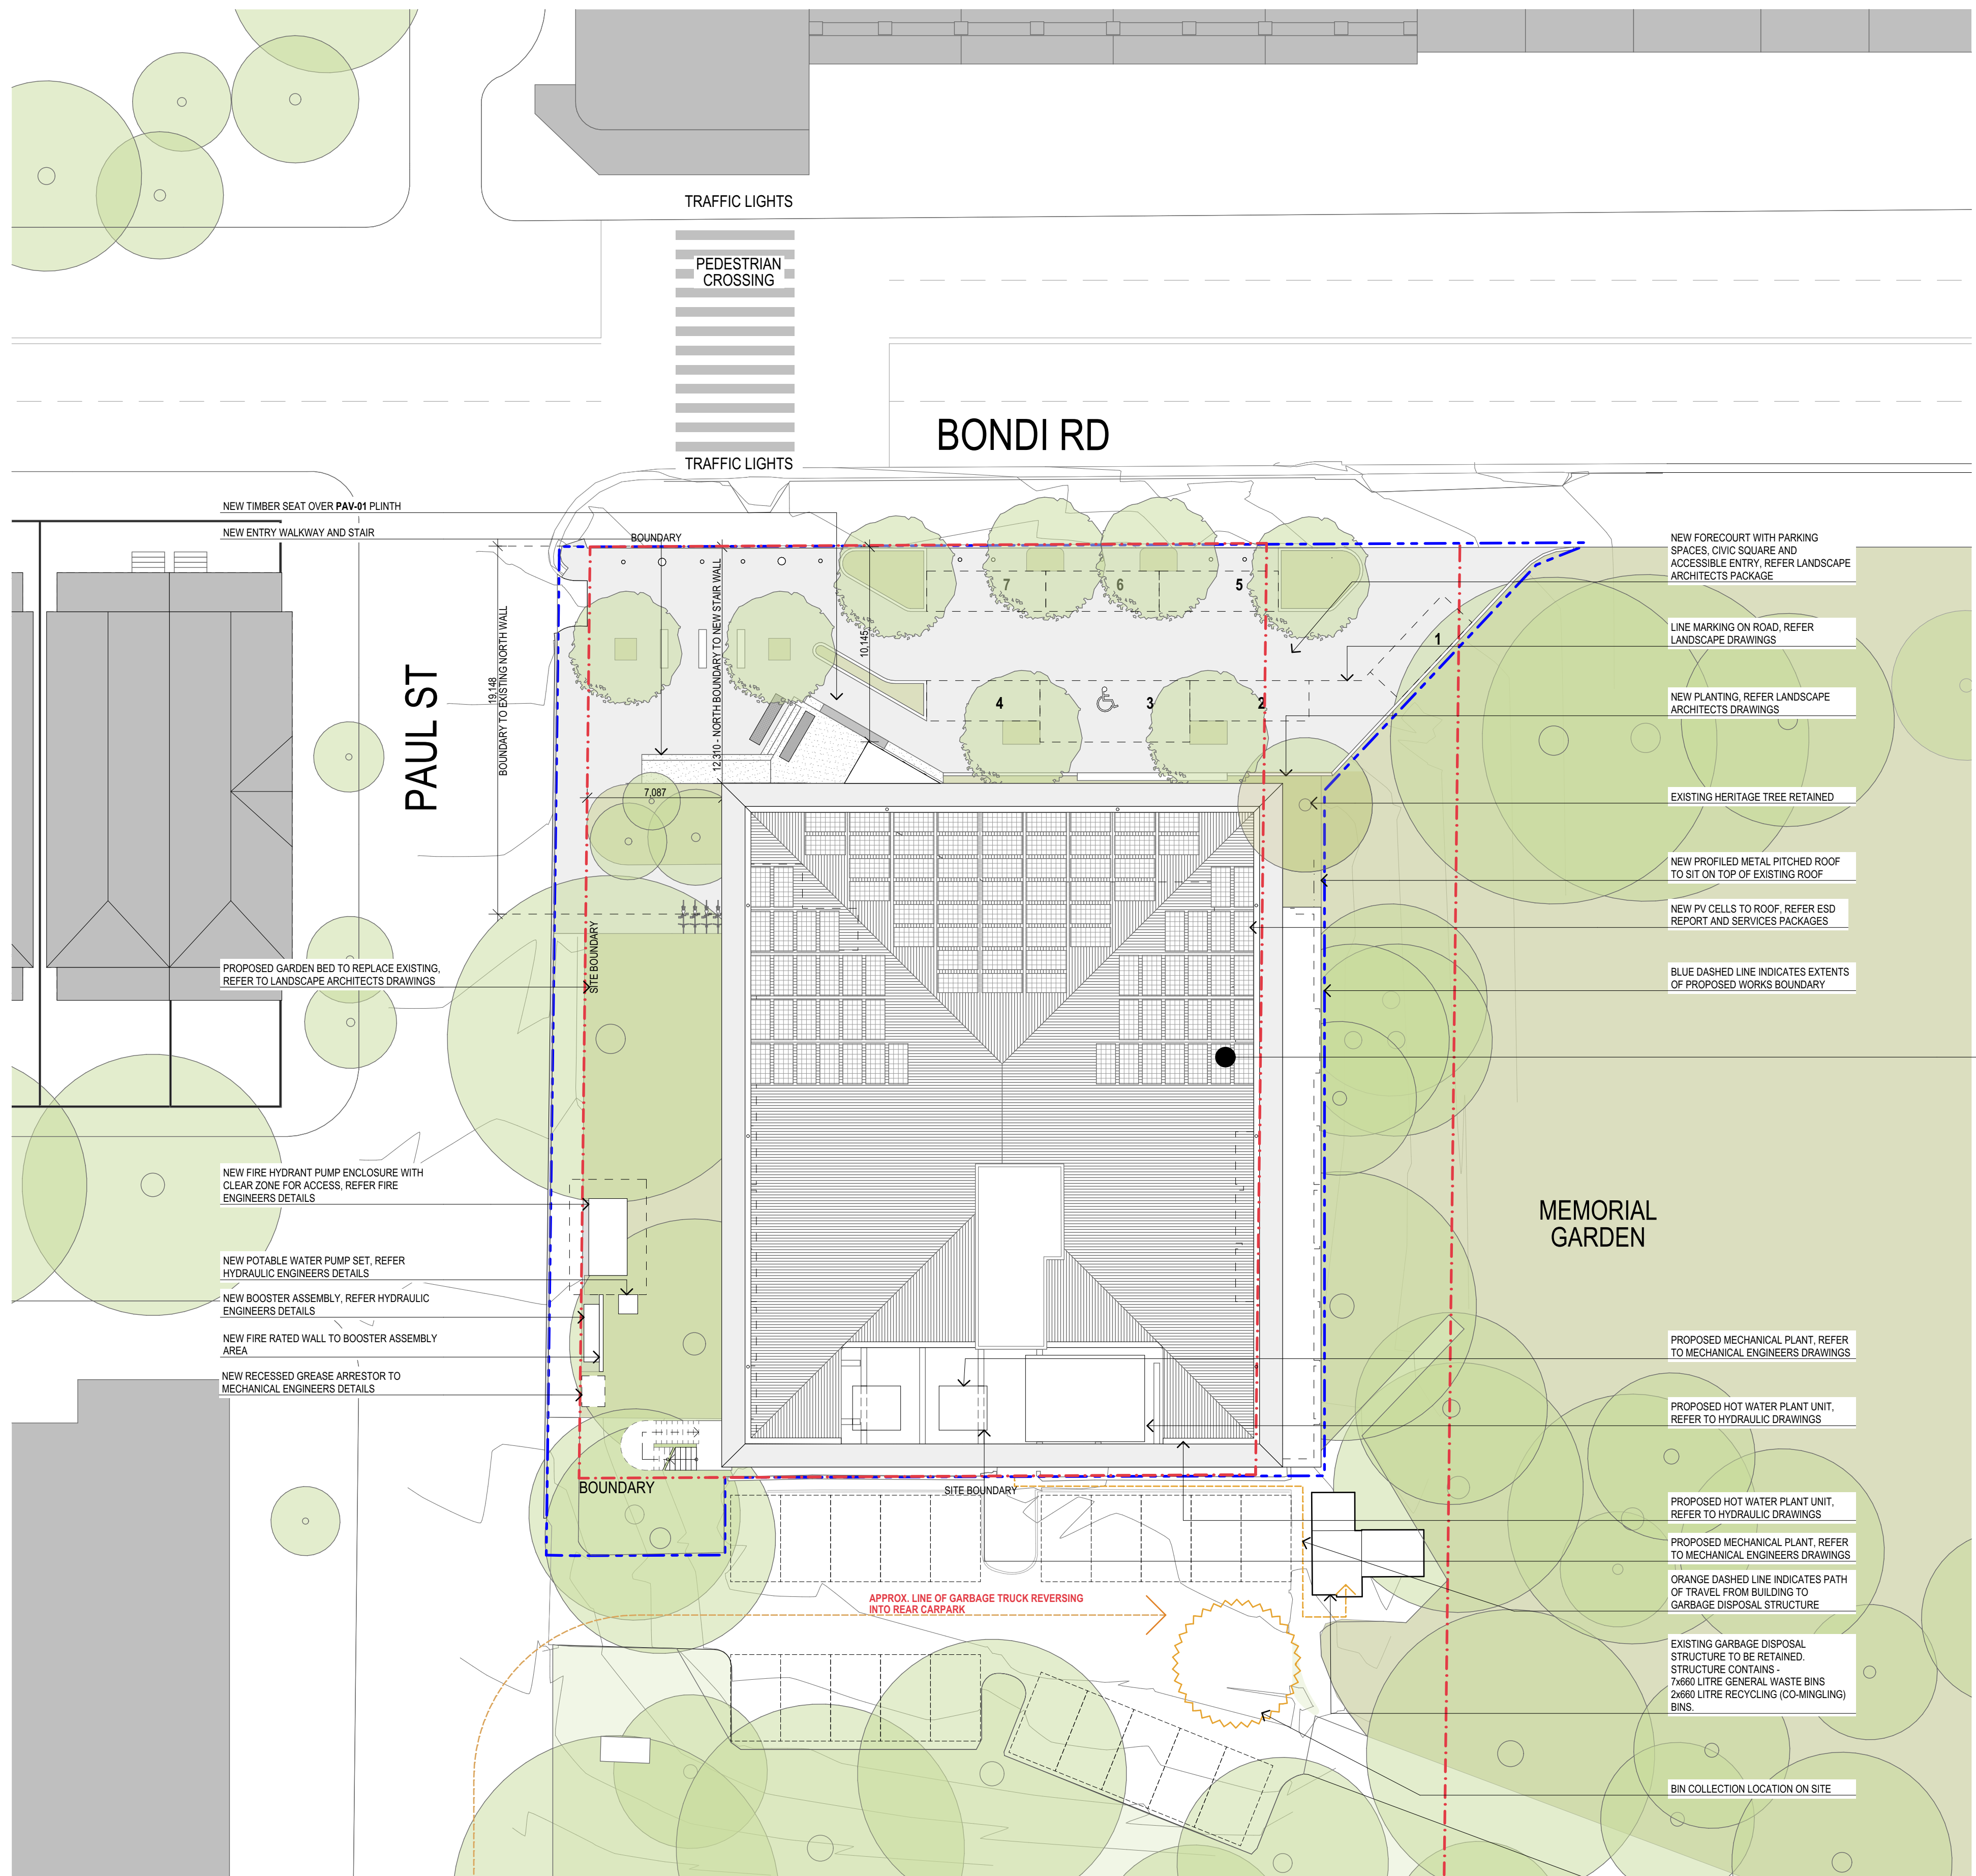 TRAFFIC LIGHTS
PEDESTRIAN
CROSSING
BONDI RD
TRAFFIC LIGHTS
NEW TIMBER SEAT OVER PAV-01 PLINTH
NEW ENTRY WALKWAY AND STAIR
BOUNDARY
PAUL ST
19,148
BOUNDARY TO EXISTING NORTH WALL
12,310 - NORTH BOUNDARY TO NEW STAIR WALL
10,145
7,087
7
6
5
1
4
3
2
SITE BOUNDARY
PROPOSED GARDEN BED TO REPLACE EXISTING,
REFER TO LANDSCAPE ARCHITECTS DRAWINGS
NEW FIRE HYDRANT PUMP ENCLOSURE WITH
CLEAR ZONE FOR ACCESS, REFER FIRE
ENGINEERS DETAILS
NEW POTABLE WATER PUMP SET, REFER
HYDRAULIC ENGINEERS DETAILS
NEW BOOSTER ASSEMBLY, REFER HYDRAULIC
ENGINEERS DETAILS
NEW FIRE RATED WALL TO BOOSTER ASSEMBLY
AREA
NEW RECESSED GREASE ARRESTOR TO
MECHANICAL ENGINEERS DETAILS
BOUNDARY
SITE BOUNDARY
APPROX. LINE OF GARBAGE TRUCK REVERSING
INTO REAR CARPARK
MEMORIAL
GARDEN
NEW FORECOURT WITH PARKING
SPACES, CIVIC SQUARE AND
ACCESSIBLE ENTRY, REFER LANDSCAPE
ARCHITECTS PACKAGE
LINE MARKING ON ROAD, REFER
LANDSCAPE DRAWINGS
NEW PLANTING, REFER LANDSCAPE
ARCHITECTS DRAWINGS
EXISTING HERITAGE TREE RETAINED
NEW PROFILED METAL PITCHED ROOF
TO SIT ON TOP OF EXISTING ROOF
NEW PV CELLS TO ROOF, REFER ESD
REPORT AND SERVICES PACKAGES
BLUE DASHED LINE INDICATES EXTENTS
OF PROPOSED WORKS BOUNDARY
PROPOSED MECHANICAL PLANT, REFER
TO MECHANICAL ENGINEERS DRAWINGS
PROPOSED HOT WATER PLANT UNIT,
REFER TO HYDRAULIC DRAWINGS
PROPOSED HOT WATER PLANT UNIT,
REFER TO HYDRAULIC DRAWINGS
PROPOSED MECHANICAL PLANT, REFER
TO MECHANICAL ENGINEERS DRAWINGS
ORANGE DASHED LINE INDICATES PATH
OF TRAVEL FROM BUILDING TO
GARBAGE DISPOSAL STRUCTURE
EXISTING GARBAGE DISPOSAL
STRUCTURE TO BE RETAINED.
STRUCTURE CONTAINS -
7x660 LITRE GENERAL WASTE BINS
2x660 LITRE RECYCLING (CO-MINGLING)
BINS.
BIN COLLECTION LOCATION ON SITE